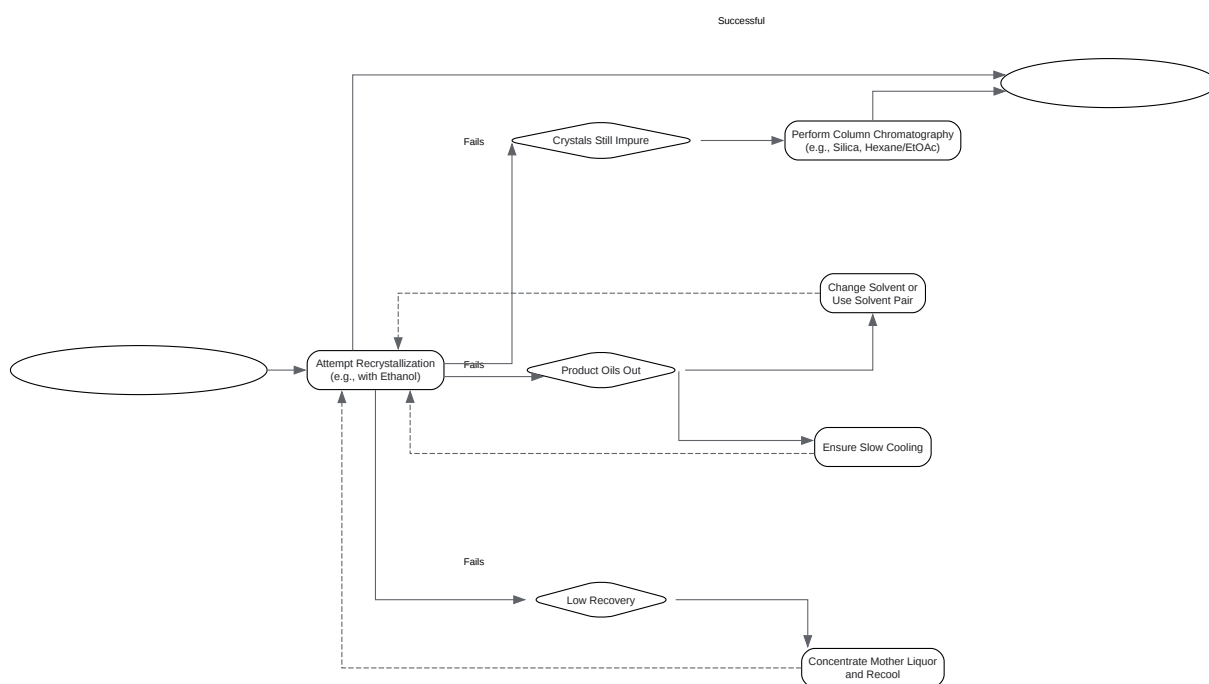 Successful
Fails
Crystals Still Impure
Perform Column Chromatography
(e.g., Silica, Hexane/EtOAc)
Change Solvent or
Use Solvent Pair
Attempt Recrystallization
(e.g., with Ethanol)
Fails
Product Oils Out
Ensure Slow Cooling
Fails
Low Recovery
Concentrate Mother Liquor
and Recool